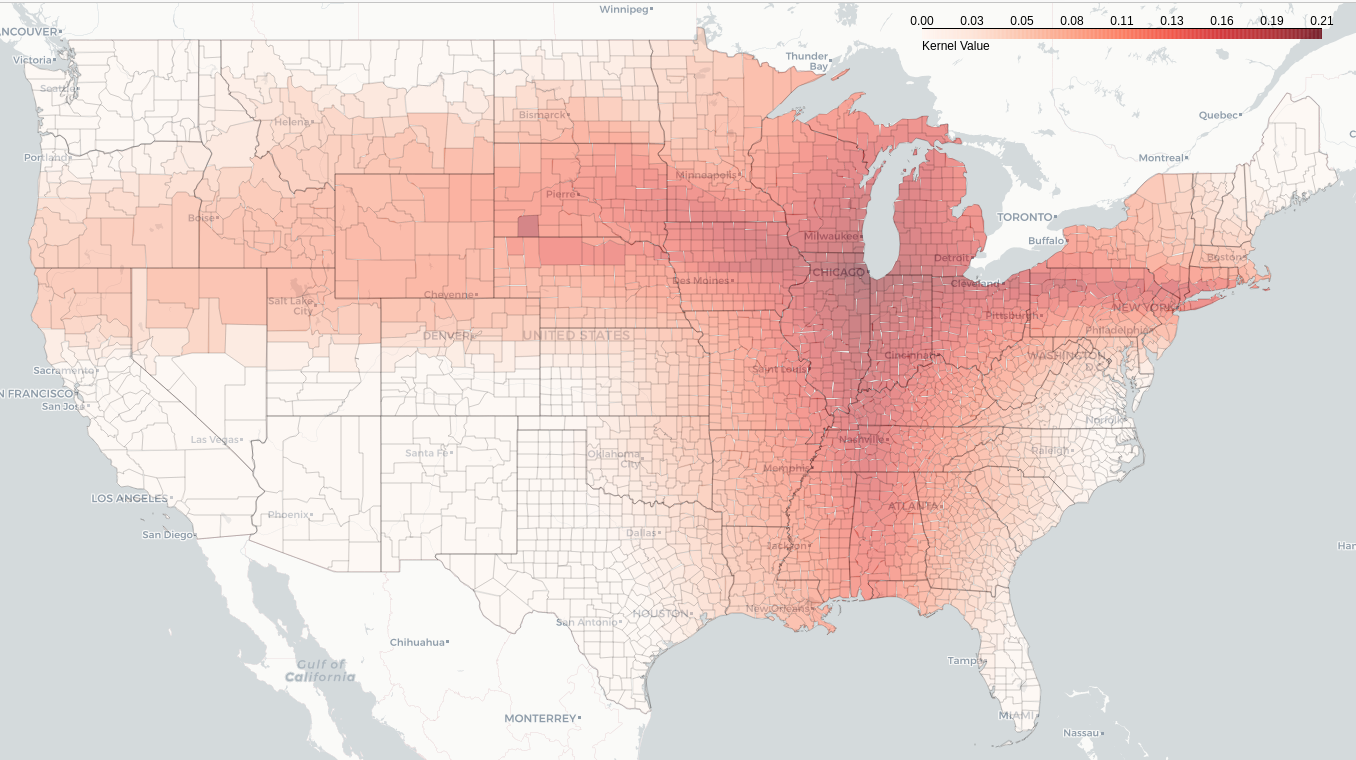 0.00 0.03 0.05 0.08 0.11 0.13 0.16 0.19 0.21
Kernel Value
Winnipeg
NCOUVER
Victoria
Seattle
Thunder
Bay
Quebec
Montreal
Helena
Bismarck
Portland
Minneapolis
Pierre
Boise
TORONTO
Buffalo
Milwaukee
Detroit
Boston
CHICAGO
Cleveland
Des Moines
Cheyenne
Salt Lake
City
NEW YORK
Pittsburgh
Philadelphia
DENVER
UNITED STATES
Cincinnati
WASHINGTON
D.C.
Saint Louis
Sacramento
N FRANCISCO
San Jose
Norfolk
Las Vegas
Nashville
Santa Fe
Raleigh
Oklahoma
City
Memphis
LOS ANGELES
Phoenix
ATLANTA
San Diego
Dallas
Jackson
Har
New Orleans
HOUSTON
San Antonio
Chihuahua
Gulf of
California
Tampa
MONTERREY
MIAMI
Nassau